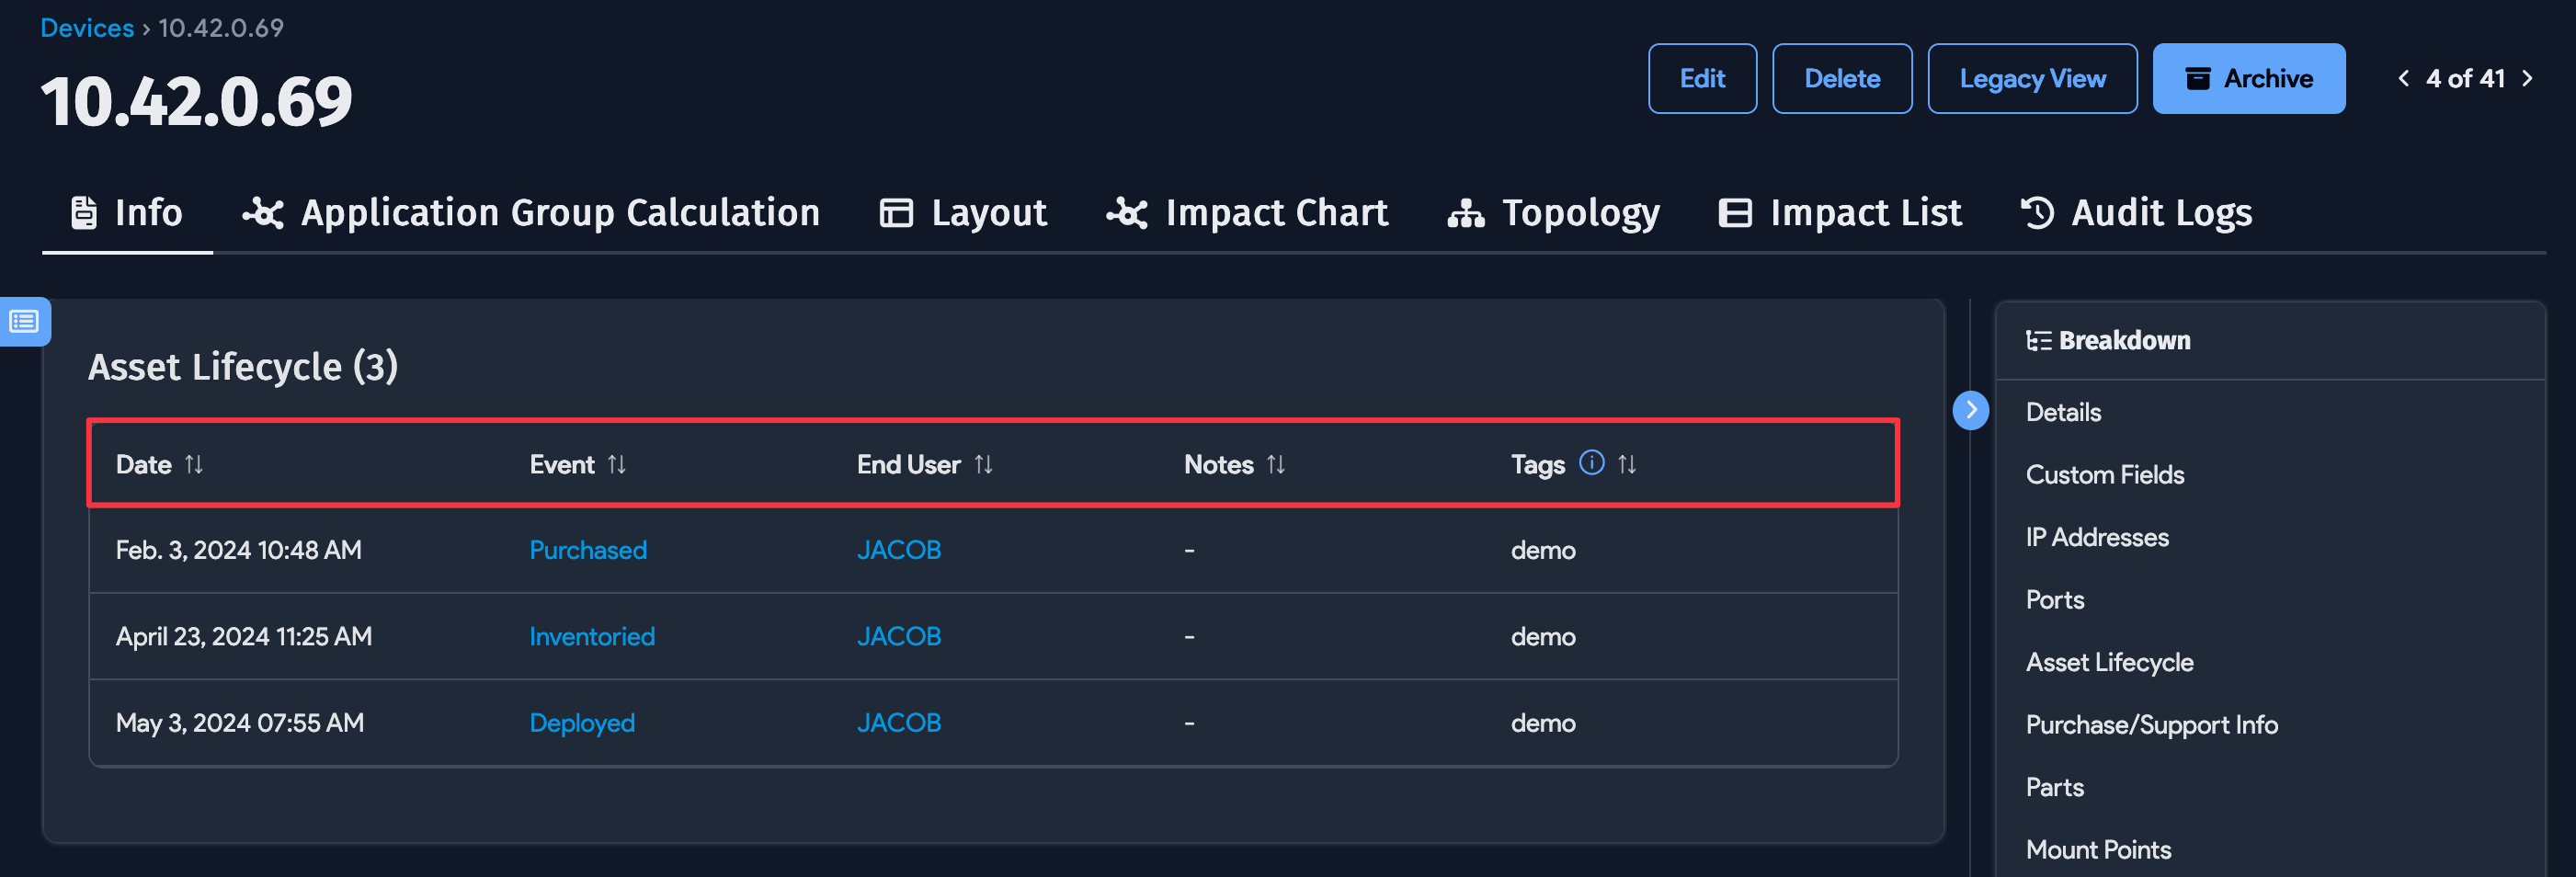 Devices › 10.42.0.69
10.42.0.69
Edit Delete Legacy View Archive 4 of 41
Info Application Group Calculation Layout Impact Chart Topology Impact List Audit Logs
Asset Lifecycle (3)
Date Event End User Notes Tags
Feb. 3, 2024 10:48 AM Purchased JACOB - demo
April 23, 2024 11:25 AM Inventoried JACOB - demo
May 3, 2024 07:55 AM Deployed JACOB - demo
Breakdown
Details
Custom Fields
IP Addresses
Ports
Asset Lifecycle
Purchase/Support Info
Parts
Mount Points